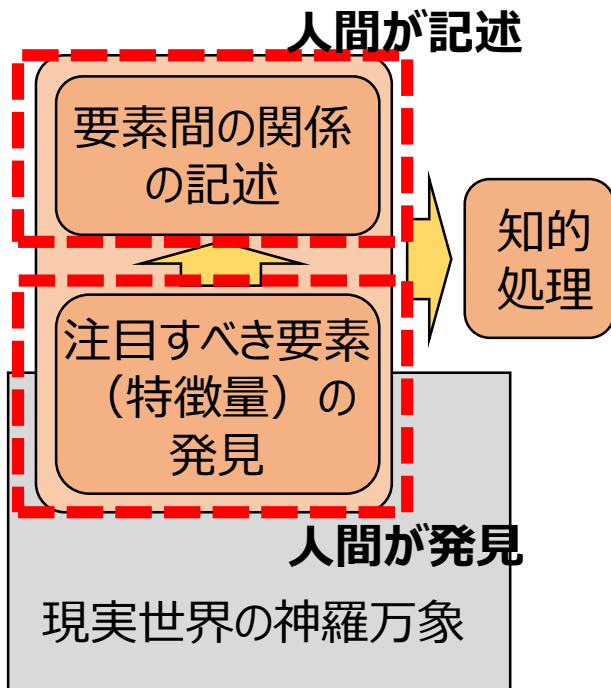 人間が記述
要素間の関係
の記述
知的
処理
注目すべき要素
（特徴量）の
発見
人間が発見
現実世界の神羅万象